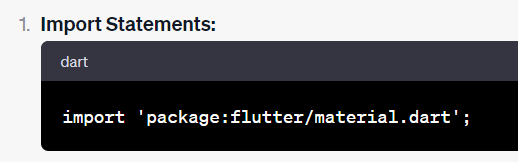 1. Import Statements:
dart
import 'package:flutter/material.dart';